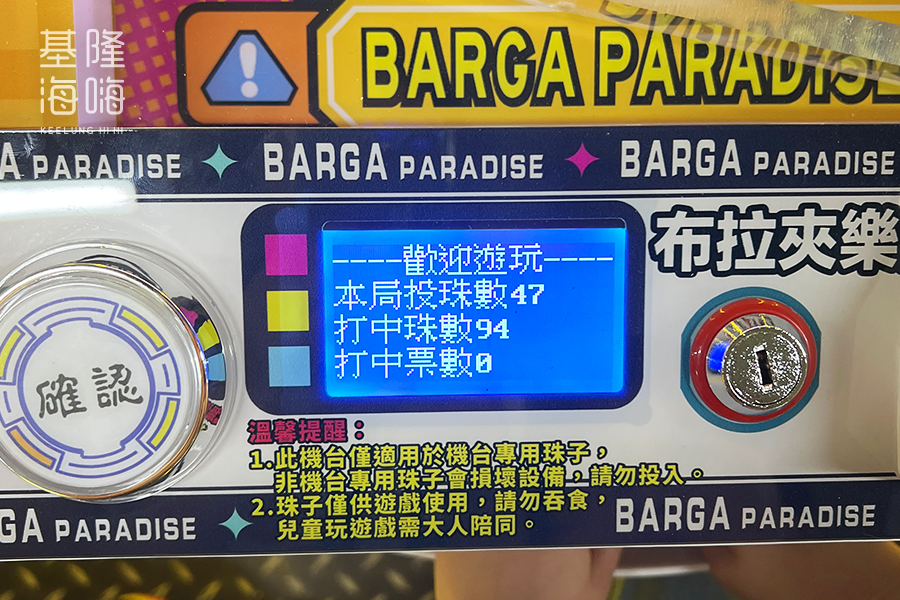 基隆
海嗨
KEELUNG HI HI
BARGA PARADISE
PARADISE
BARGA PARADISE
BARGA PARADISE
布拉夾樂
----歡迎遊玩----
本局投珠數47
打中珠數94
打中票數0
確認
溫馨提醒：
1.此機台僅適用於機台專用珠子，
非機台專用珠子會損壞設備，請勿投入。
2.珠子僅供遊戲使用，請勿吞食，
兒童玩遊戲需大人陪同。
PARADISE
BARGA PARADISE